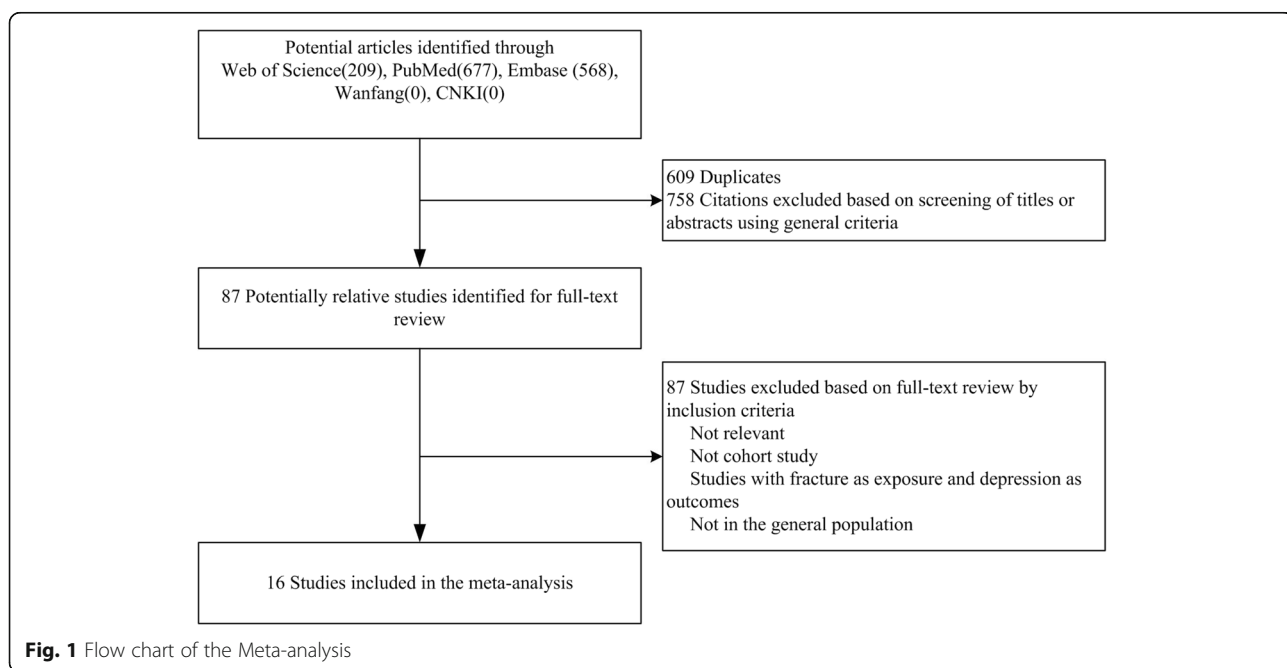 Potential articles identified through
Web of Science(209), PubMed(677), Embase (568),
Wanfang(0), CNKI(0)
609 Duplicates
758 Citations excluded based on screening of titles or
abstracts using general criteria
87 Potentially relative studies identified for full-text
review
87 Studies excluded based on full-text review by
inclusion criteria
Not relevant
Not cohort study
Studies with fracture as exposure and depression as
outcomes
Not in the general population
16 Studies included in the meta-analysis
Fig. 1 Flow chart of the Meta-analysis